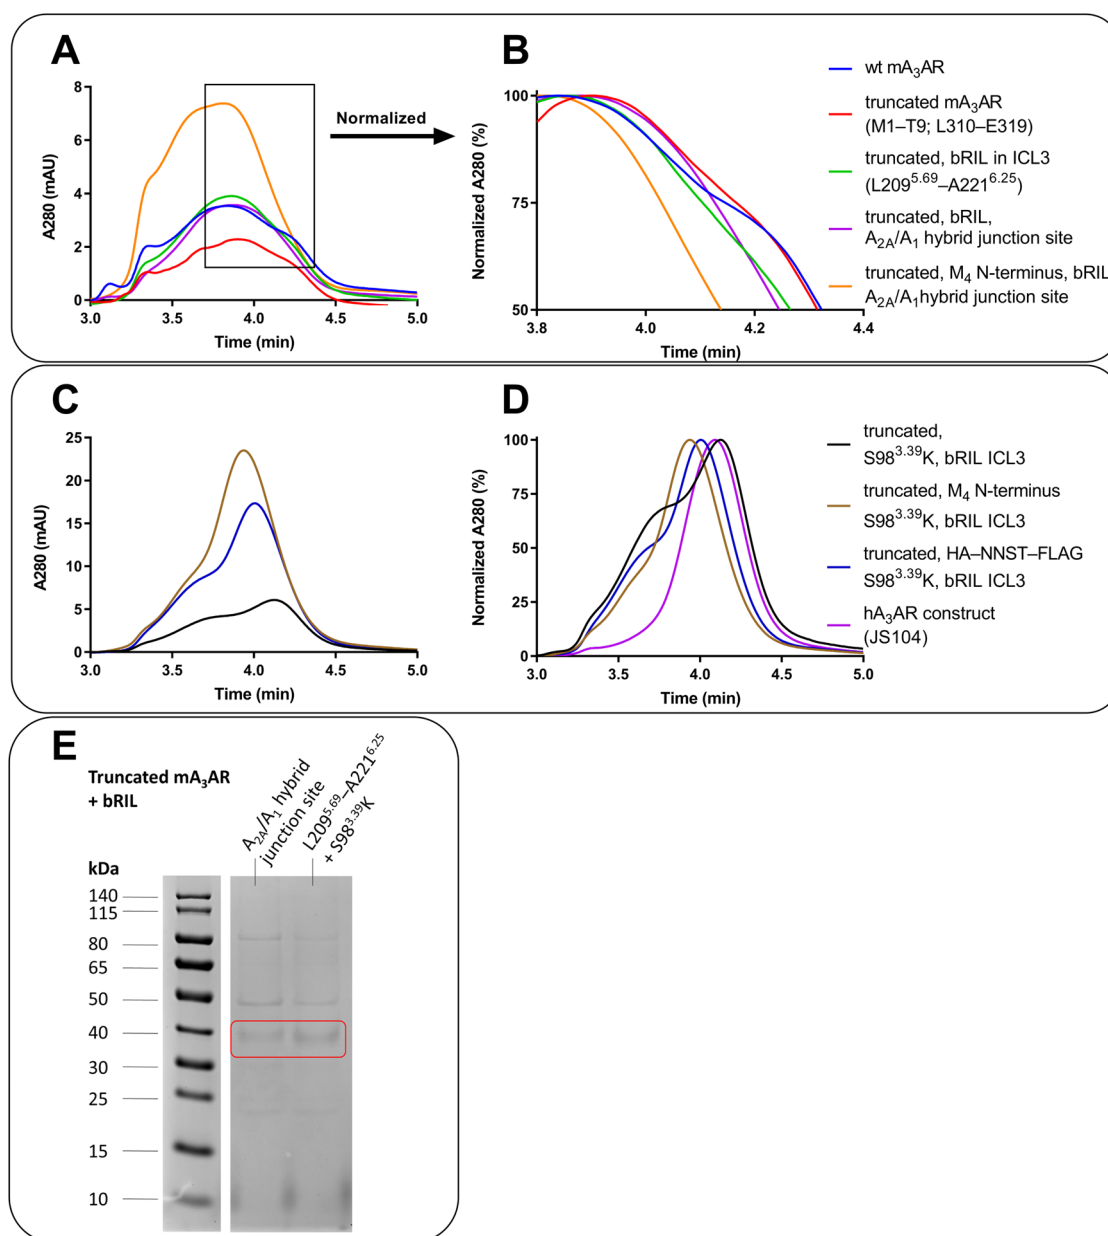 A
B
8
6
4
2
0
A280 (mAU)
3.0 3.5 4.0 4.5 5.0
Time (min)
Normalized
100
75
50
Normalized A280 (%)
3.8 4.0 4.2 4.4
Time (min)
wt mA₃AR
truncated mA₃AR
(M1–T9; L310–E319)
truncated, bRIL in ICL3
(L209⁵·⁶⁹–A221⁶·²⁵)
truncated, bRIL,
A₂ₐ/A₁ hybrid junction site
truncated, M₄ N-terminus, bRIL
A₂ₐ/A₁hybrid junction site
C
D
25
20
15
10
5
0
A280 (mAU)
3.0 3.5 4.0 4.5 5.0
Time (min)
100
75
50
25
0
Normalized A280 (%)
3.0 3.5 4.0 4.5 5.0
Time (min)
truncated,
S98³·³⁹K, bRIL ICL3
truncated, M₄ N-terminus
S98³·³⁹K, bRIL ICL3
truncated, HA–NNST–FLAG
S98³·³⁹K, bRIL ICL3
hA₃AR construct
(JS104)
E
Truncated mA₃AR
+ bRIL
A₂ₐ/A₁ hybrid
junction site
L209⁵·⁶⁹–A221⁶·²⁵
+ S98³·³⁹K
kDa
140
115
80
65
50
40
30
25
15
10